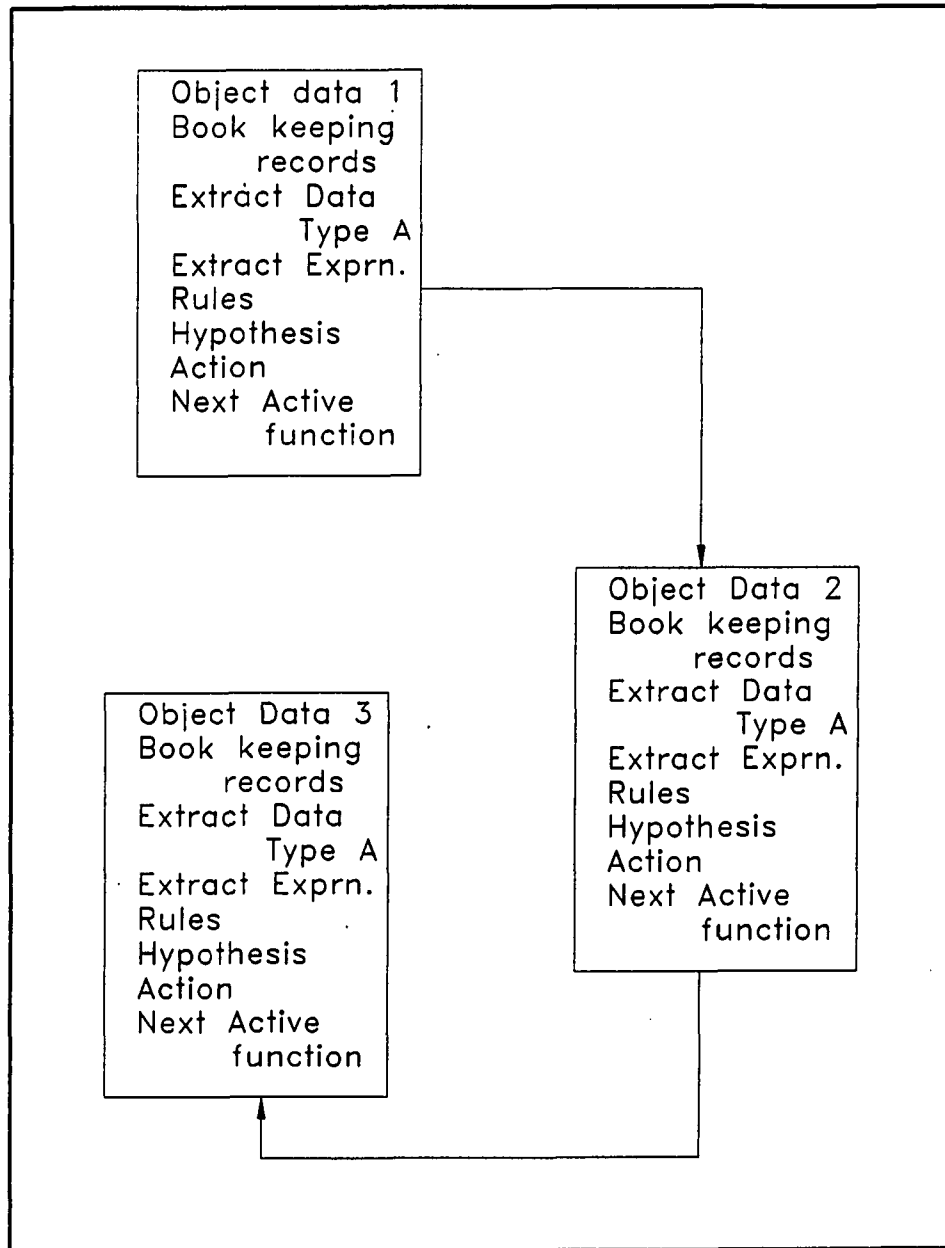 Object data 1
Book keeping
records
Extract Data
Type A
Extract Exprn.
Rules
Hypothesis
Action
Next Active
function
Object Data 2
Book keeping
records
Extract Data
Type A
Extract Exprn.
Rules
Hypothesis
Action
Next Active
function
Object Data 3
Book keeping
records
Extract Data
Type A
Extract Exprn.
Rules
Hypothesis
Action
Next Active
function